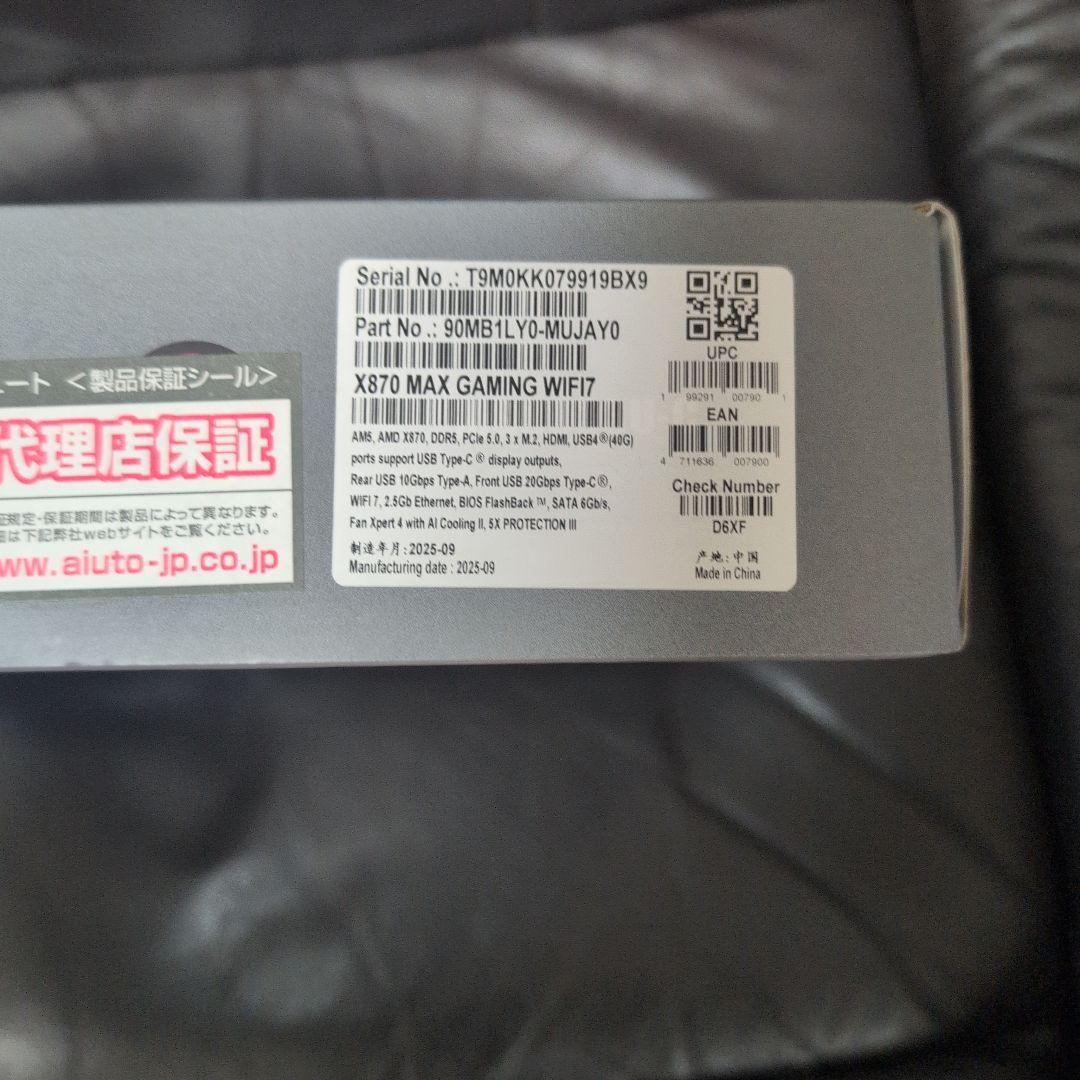 ュート <製品保証シール>
代理店保証
証規定・保証期間は製品によって異なります。
は下記弊社webサイトをご覧ください。
www.aiuto-jp.co.jp
Serial No .: T9M0KK079919BX9
Part No .: 90MB1LY0-MUJAY0
X870 MAX GAMING WIFI7
AM5, AMD X870, DDR5, PCIe 5.0, 3 x M.2, HDMI, USB4®(40G)
ports support USB Type-C ® display outputs,
Rear USB 10Gbps Type-A, Front USB 20Gbps Type-C®,
WIFI 7, 2.5Gb Ethernet, BIOS FlashBack ™, SATA 6Gb/s,
Fan Xpert 4 with AI Cooling II, 5X PROTECTION III
制造年月:2025-09
Manufacturing date : 2025-09
UPC
1 99291 00790 1
EAN
4 711636 007900
Check Number
D6XF
产地: 中国
Made in China